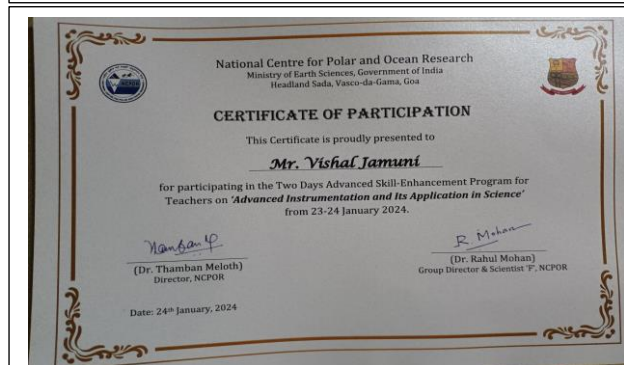 National Centre for Polar and Ocean Research
Ministry of Earth Sciences, Government of India
Headland Sada, Vasco-da-Gama, Goa
CERTIFICATE OF PARTICIPATION
This Certificate is proudly presented to
Mr. Vishal Jamuni
for participating in the Two Days Advanced Skill-Enhancement Program for
Teachers on 'Advanced Instrumentation and its Application in Science'
from 23-24 January 2024.
R. Mohan
(Dr. Thamban Meloth)
Director, NCPOR
(Dr. Rahul Mohan)
Group Director & Scientist 'F', NCPOR
Date: 24th January, 2024